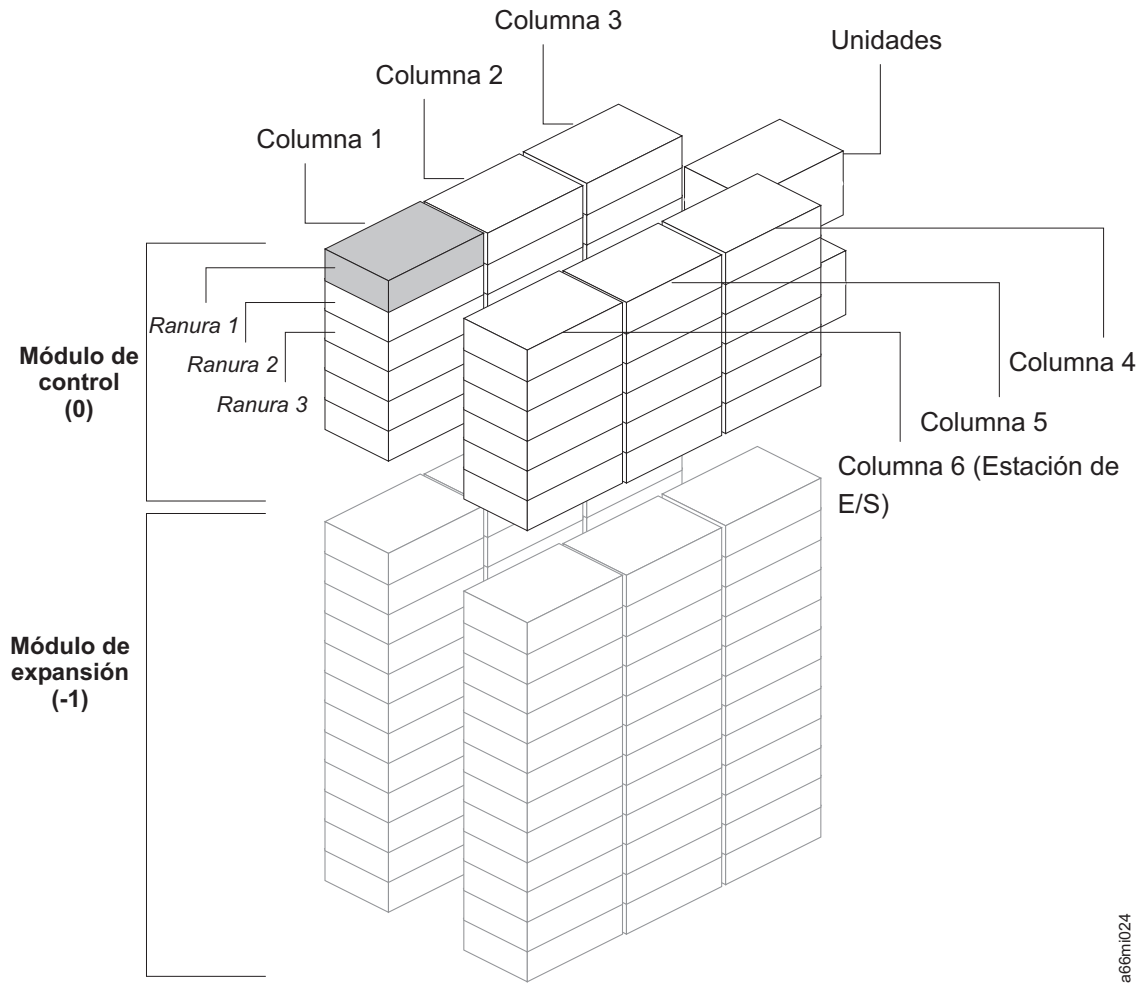 Columna 3
Unidades
Columna 2
Columna 1
Ranura 1
Ranura 2
Ranura 3
Módulo de
control
(0)
Columna 4
Columna 5
Columna 6 (Estación de
E/S)
Módulo de
expansión
(-1)
a66mi024